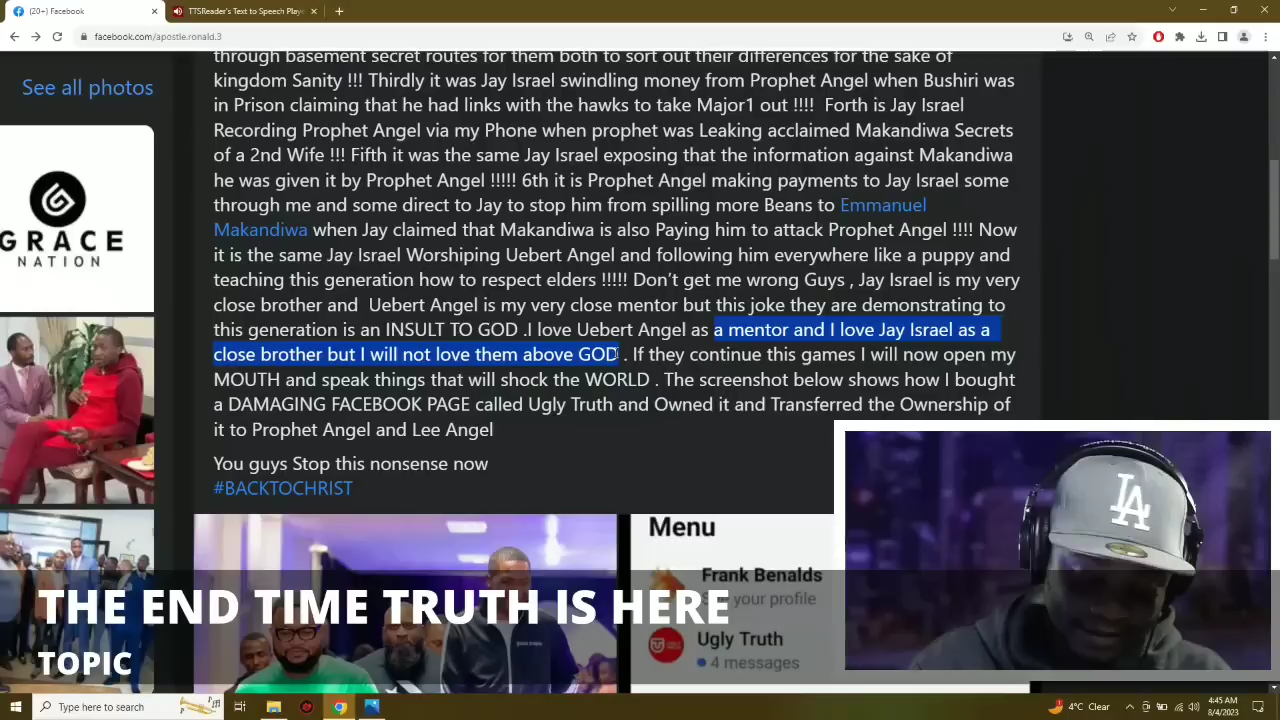 (20+) Facebook
TTSReader's Text to Speech Playe
facebook.com/apostle.ronald.3
through basement secret routes for them both to sort out their differences for the sake of
See all photos
kingdom Sanity !!! Thirdly it was Jay Israel swindling money from Prophet Angel when Bushiri was
in Prison claiming that he had links with the hawks to take Major1 out !!!! Forth is Jay Israel
Recording Prophet Angel via my Phone when prophet was Leaking acclaimed Makandiwa Secrets
of a 2nd Wife !!! Fifth it was the same Jay Israel exposing that the information against Makandiwa
he was given it by Prophet Angel !!!!! 6th it is Prophet Angel making payments to Jay Israel some
through me and some direct to Jay to stop him from spilling more Beans to Emmanuel
Makandiwa when Jay claimed that Makandiwa is also Paying him to attack Prophet Angel !!!! Now
it is the same Jay Israel Worshiping Uebert Angel and following him everywhere like a puppy and
teaching this generation how to respect elders !!!!! Don't get me wrong Guys , Jay Israel is my very
close brother and Uebert Angel is my very close mentor but this joke they are demonstrating to
this generation is an INSULT TO GOD .I love Uebert Angel as a mentor and I love Jay Israel as a
close brother but I will not love them above GOD . If they continue this games I will now open my
MOUTH and speak things that will shock the WORLD . The screenshot below shows how I bought
a DAMAGING FACEBOOK PAGE called Ugly Truth and Owned it and Transferred the Ownership of
it to Prophet Angel and Lee Angel
You guys Stop this nonsense now
#BACKTOCHRIST
GRACE
NATION
Menu
Frank Benalds
your profile
Ugly Truth
4 messages
LA
THE END TIME TRUTH IS HERE
TOPIC
Type here to search
4°C Clear
4:45 AM
8/4/2023